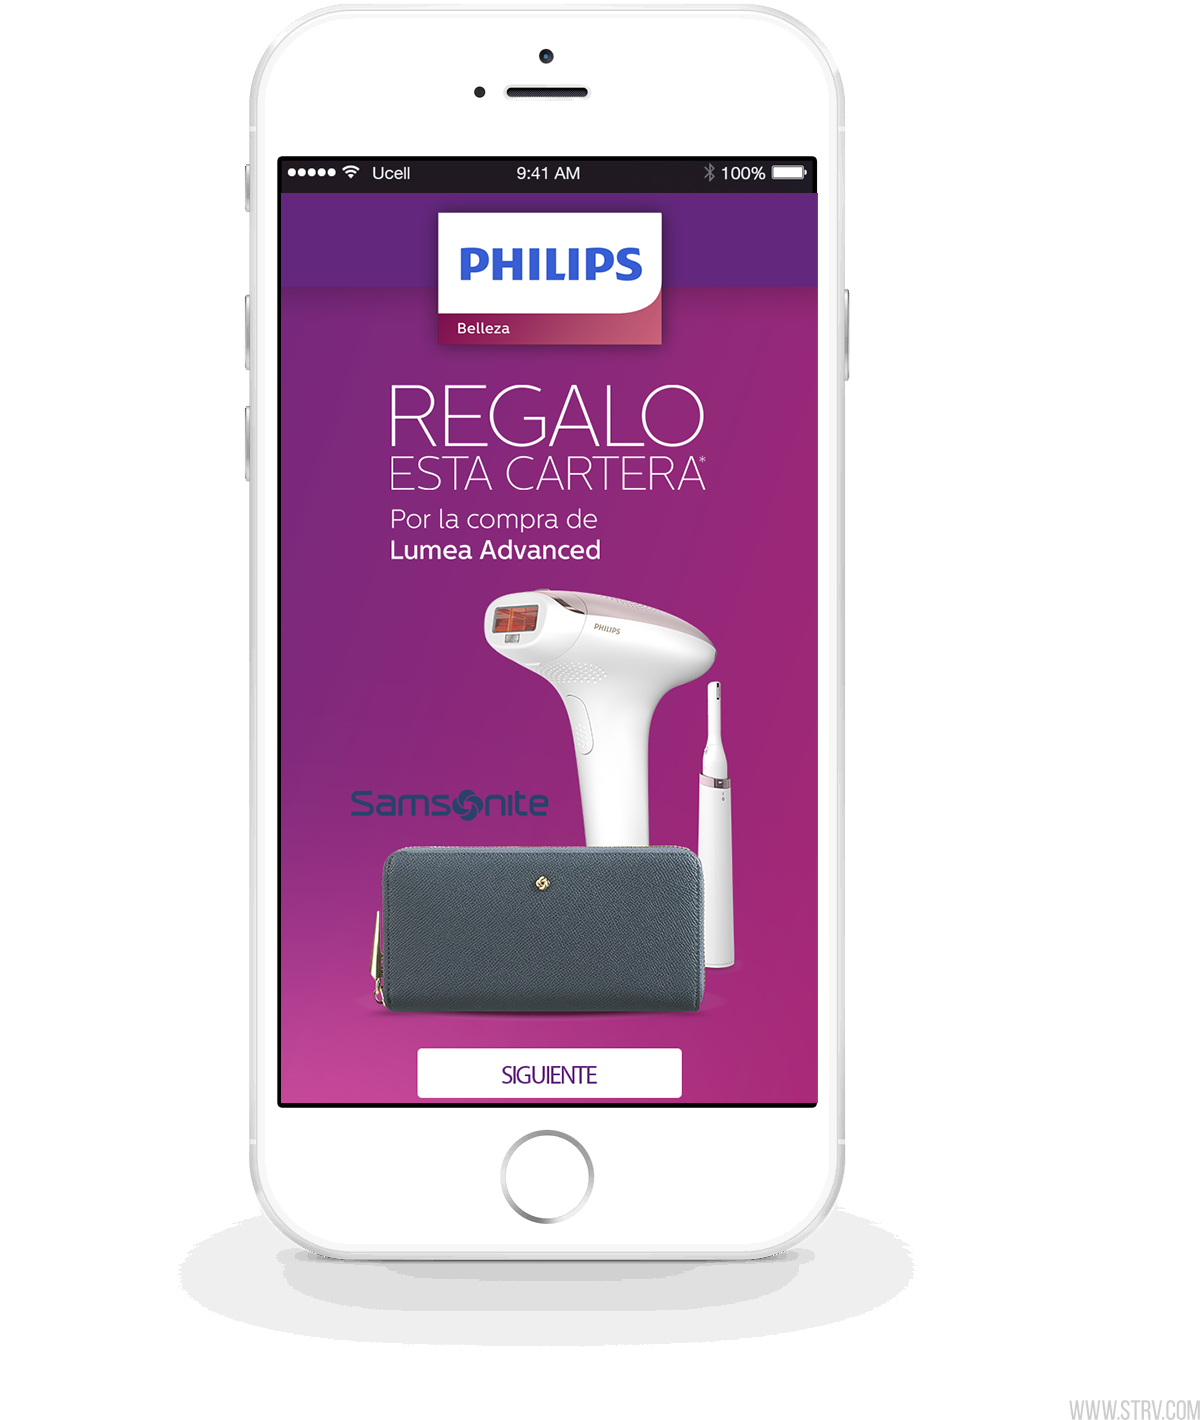 Ucell 9:41 AM 100%
PHILIPS
Belleza
REGALO
ESTA CARTERA*
Por la compra de
Lumea Advanced
PHILIPS
Samsonite
SIGUIENTE
WWW.STRV.COM